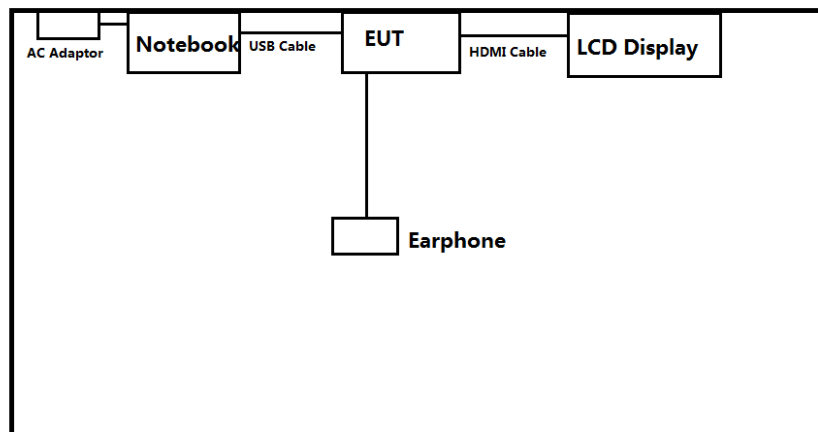 AC Adaptor
Notebook
USB Cable
EUT
HDMI Cable
LCD Display
Earphone